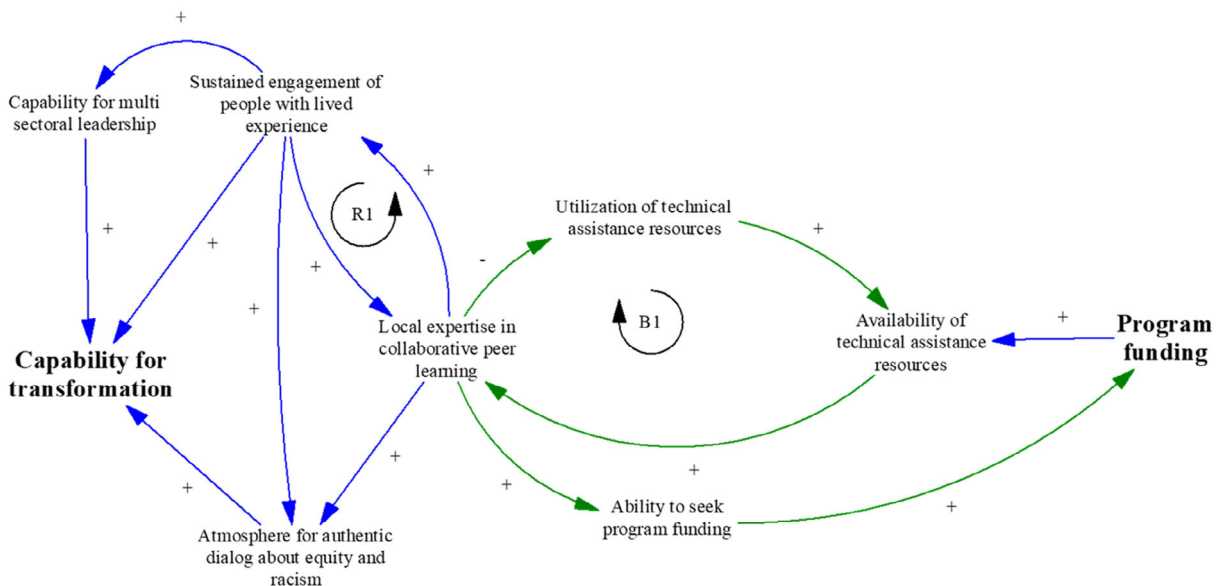 +
Sustained engagement of
people with lived
experience
Capability for multi
sectoral leadership
+
R1
+
+
+
+
Utilization of technical
assistance resources
+
-
B1
+
Local expertise in
collaborative peer
learning
Availability of
technical assistance
resources
+
Program
funding
Capability for
transformation
+
+
+
+
+
Ability to seek
program funding
+
Atmosphere for authentic
dialog about equity and
racism